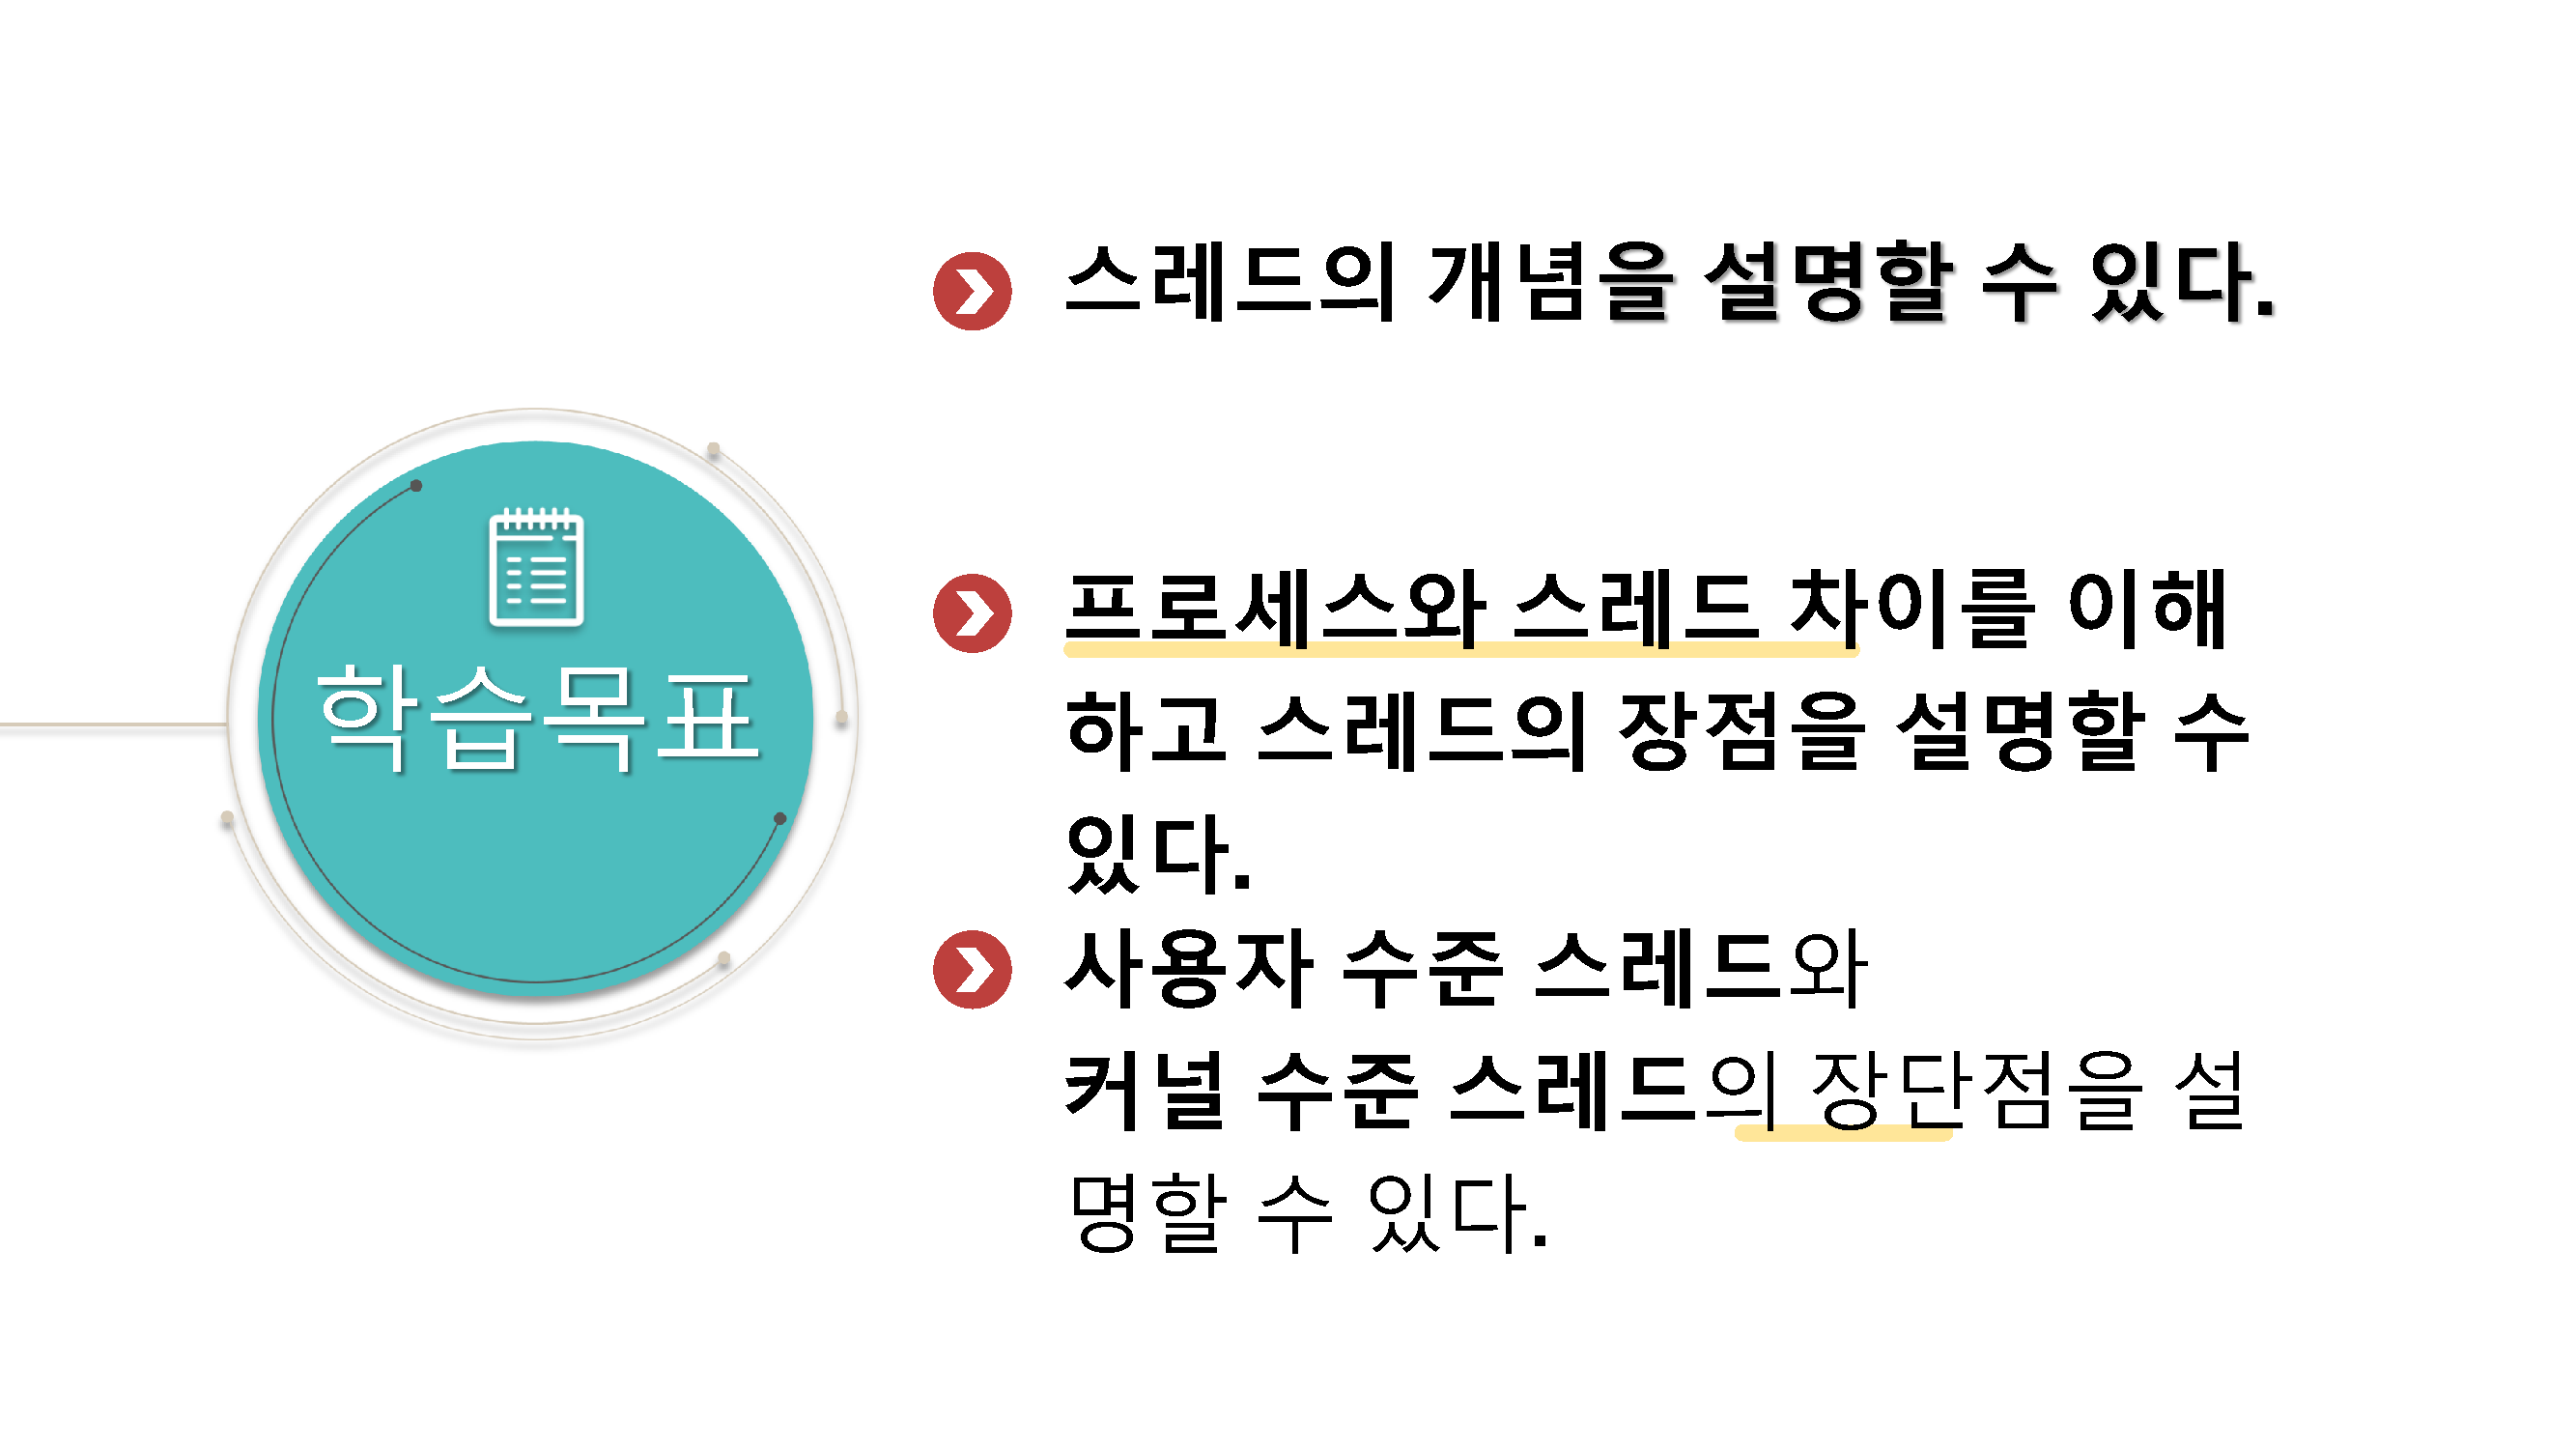 학습목표
스레드의 개념을 설명할 수 있다.
프로세스와 스레드 차이를 이해
하고 스레드의 장점을 설명할 수
있다.
사용자 수준 스레드와
커널 수준 스레드의 장단점을 설
명할 수 있다.